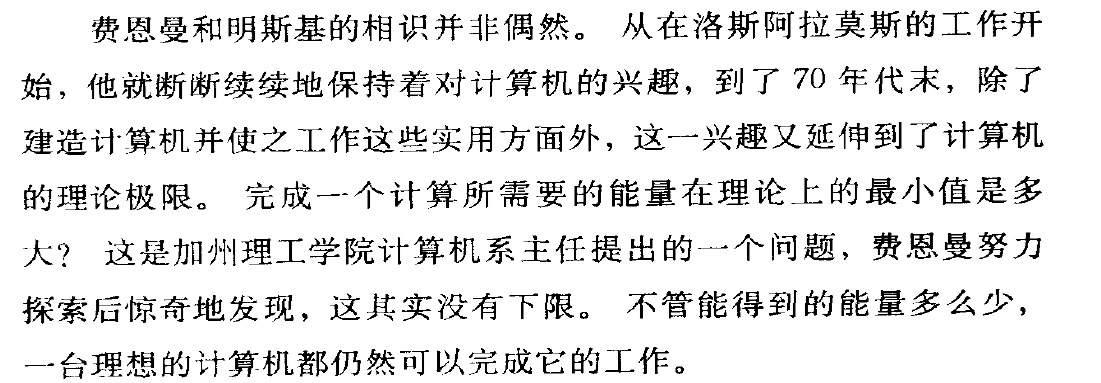 费恩曼和明斯基的相识并非偶然。 从在洛斯阿拉莫斯的工作开
始，他就断断续续地保持着对计算机的兴趣，到了 70 年代末，除了
建造计算机并使之工作这些实用方面外，这一兴趣又延伸到了计算机
的理论极限。 完成一个计算所需要的能量在理论上的最小值是多
大？ 这是加州理工学院计算机系主任提出的一个问题，费恩曼努力
探索后惊奇地发现，这其实没有下限。 不管能得到的能量多么少，
一台理想的计算机都仍然可以完成它的工作。